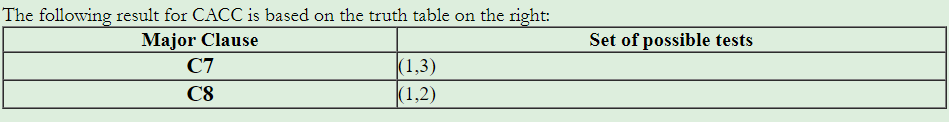 The following result for CACC is based on the truth table on the right:
Major Clause Set of possible tests
C7 (1,3)
C8 (1,2)